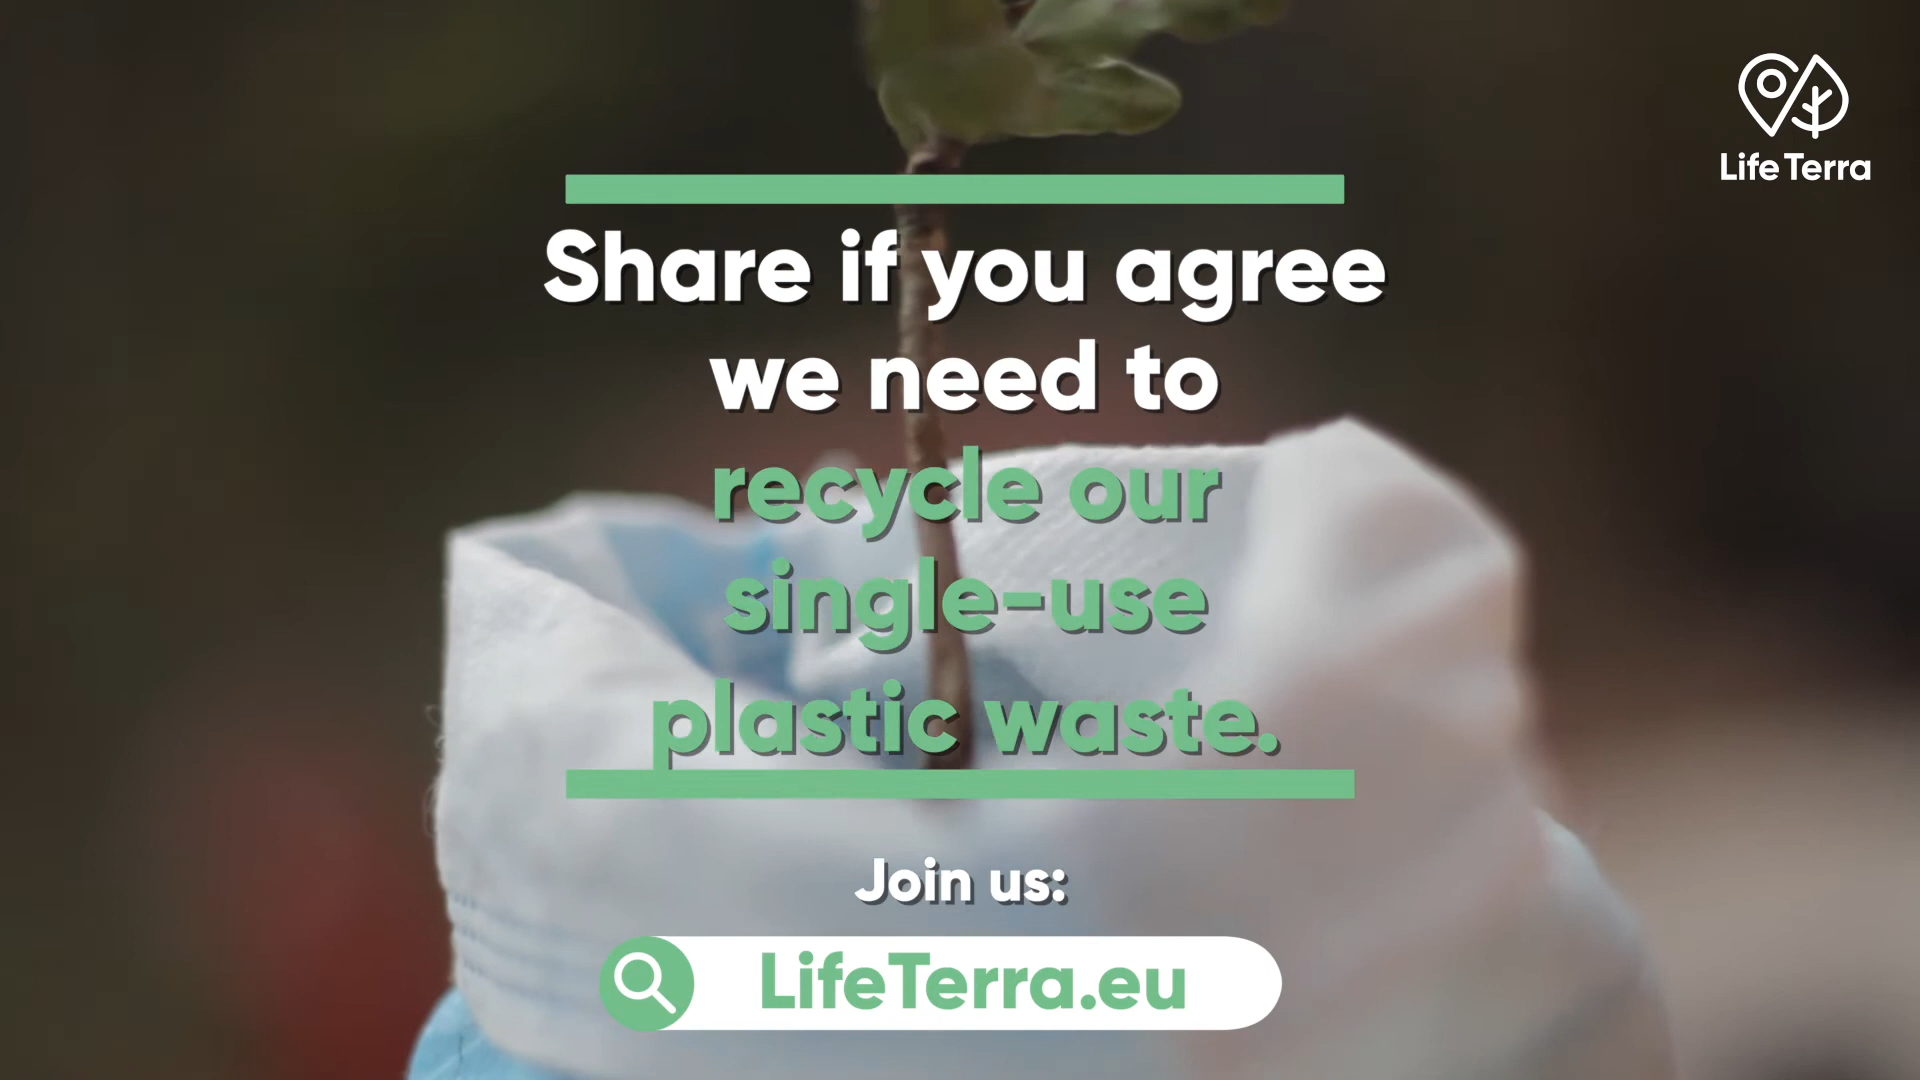 Life Terra
Share if you agree
we need to
recycle our
single-use
plastic waste.
Join us:
LifeTerra.eu